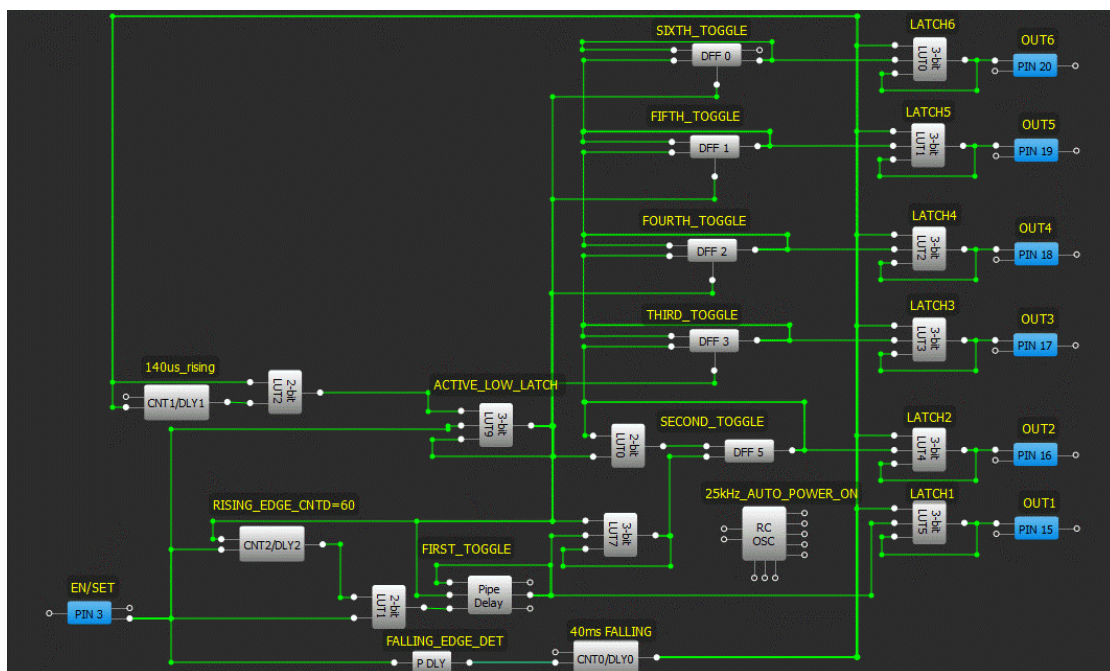 SIXTH_TOGGLE
DFF 0
LATCH6
3-bit
LUT0
OUT6
PIN 20
FIFTH_TOGGLE
DFF 1
LATCH5
3-bit
LUT1
OUT5
PIN 19
FOURTH_TOGGLE
DFF 2
LATCH4
3-bit
LUT2
OUT4
PIN 18
THIRD_TOGGLE
DFF 3
LATCH3
3-bit
LUT3
OUT3
PIN 17
140us_rising
CNT1/DLY1
2-bit
LUT2
ACTIVE_LOW_LATCH
3-bit
LUT9
SECOND_TOGGLE
2-bit
LUT0
DFF 5
LATCH2
3-bit
LUT4
OUT2
PIN 16
RISING_EDGE_CNTD=60
CNT2/DLY2
3-bit
LUT7
25kHz_AUTO_POWER_ON
RC
OSC
LATCH1
3-bit
LUT5
OUT1
PIN 15
FIRST_TOGGLE
Pipe
Delay
EN/SET
PIN 3
2-bit
LUT1
FALLING_EDGE_DET
P DLY
40ms FALLING
CNT0/DLY0